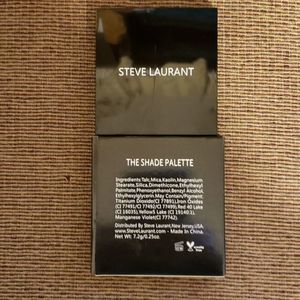 STEVE LAURANT
THE SHADE PALETTE
Ingredients:Talc,Mica,Kaolin,Magnesium
Stearate,Silica,Dimethicone,Ethylhexyl
Palmitate,Phenoxyethanol,Benzyl Alcohol,
Ethylhexylglycerin,May Contain:Pigment
Titanium Dioxide(CI 77891),Iron Oxides
(CI 77491/CI 77492/CI 77499),Red 40 Lake
(CI 16035),Yellow5 Lake (CI 19140:1),
Manganese Violet(CI 77742)
Distributed By Steve Laurant,New Jersey,USA.
www.SteveLaurant.com - Made In China
Net Wt: 7.2g/0.25oz.